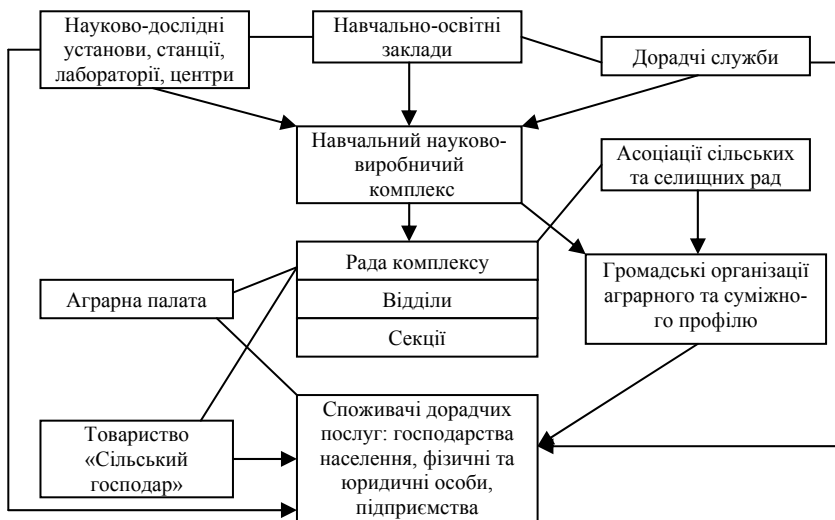 Науково-дослідні
установи, станції,
лабораторії, центри
Навчально-освітні
заклади
Дорадчі служби
Навчальний науково-
виробничий
комплекс
Асоціації сільських
та селищних рад
Рада комплексу
Відділи
Секції
Громадські організації
аграрного та суміжно-
го профілю
Аграрна палата
Товариство
«Сільський
господар»
Споживачі дорадчих
послуг: господарства
населення, фізичні та
юридичні особи,
підприємства